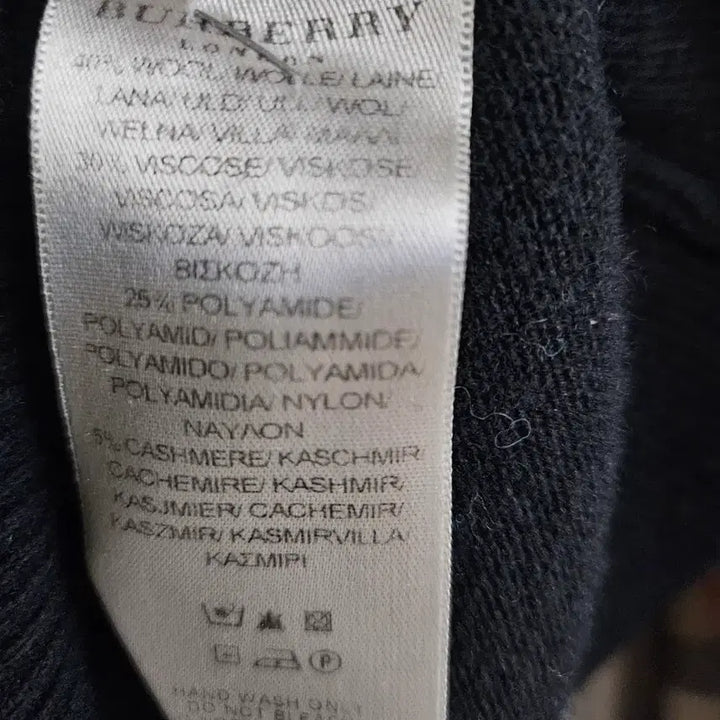 BURBERRY
LONDON
40% WOOL/ WOLLE/ LAINE/
LANA/ ULD/ ULL/ WOL/
WEŁNA/ VILLA/ ΜΑΛΛΙ
30% VISCOSE/ VISKOSE/
VISCOSA/ VISKOS/
WISKOZA/ VISKOOSI/
ΒΙΣΚΟΖΗ
25% POLYAMIDE/
POLYAMID/ POLIAMMIDE/
POLYAMIDO/ POLYAMIDA/
POLYAMIDIA/ NYLON/
ΝΑΥΛΟΝ
5% CASHMERE/ KASCHMIR/
CACHEMIRE/ KASHMIR/
KASJMIER/ CACHEMIR/
KASZMIR/ KASMIRVILLA/
ΚΑΣΜΙΡΙ
P
HAND WASH ONLY
DO NOT BLEACH